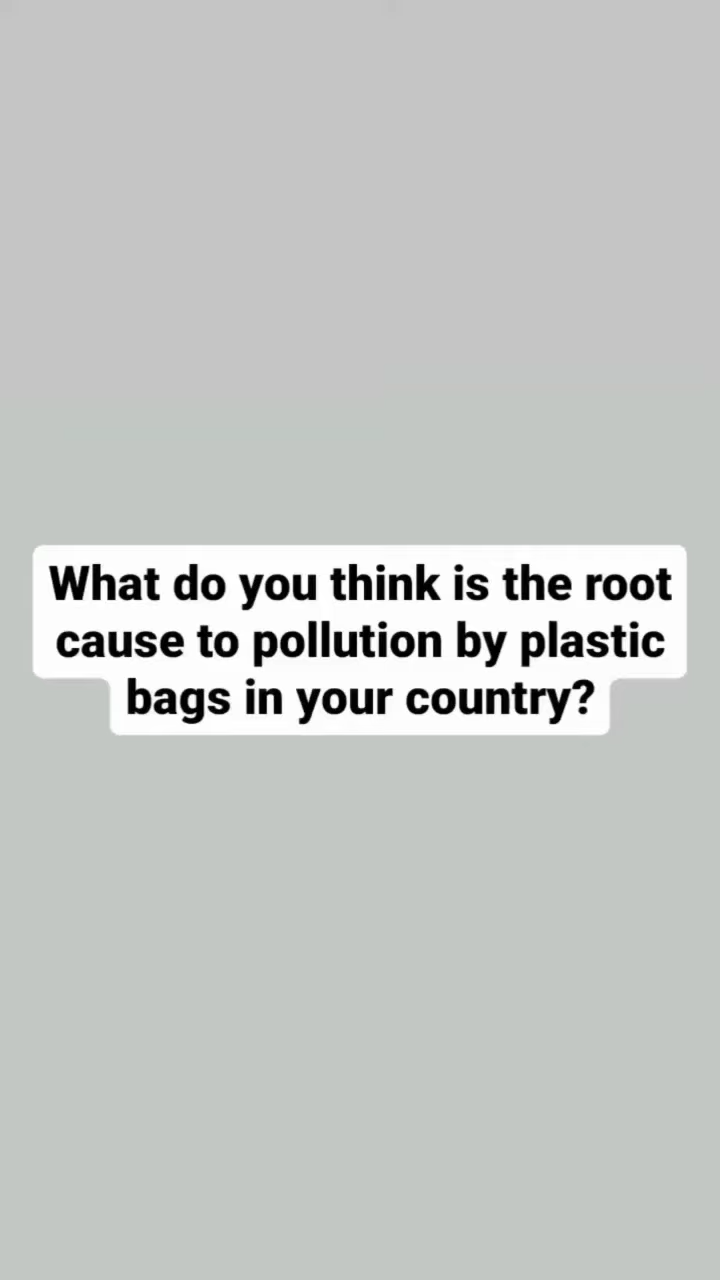 What do you think is the root
cause to pollution by plastic
bags in your country?